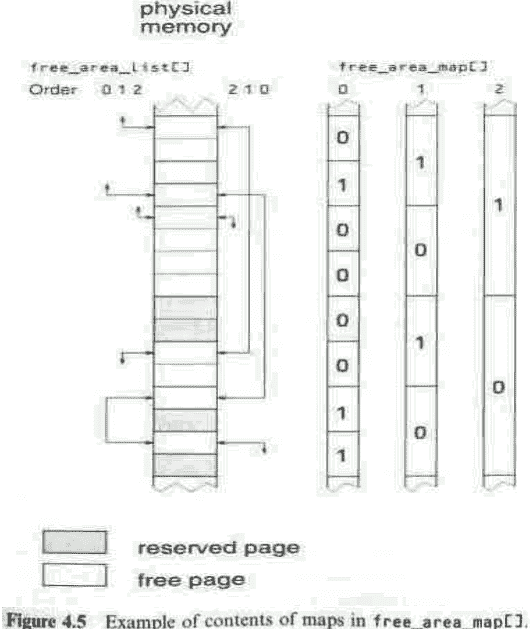 physical
memory
free_area_list[] free_area_map[]
Order 0 1 2 2 1 0 0 1 2
0
1
1
1
0
0
0
0
1
0
0
1
0
1
reserved page
free page
Figure 4.5 Example of contents of maps in free_area_map[].